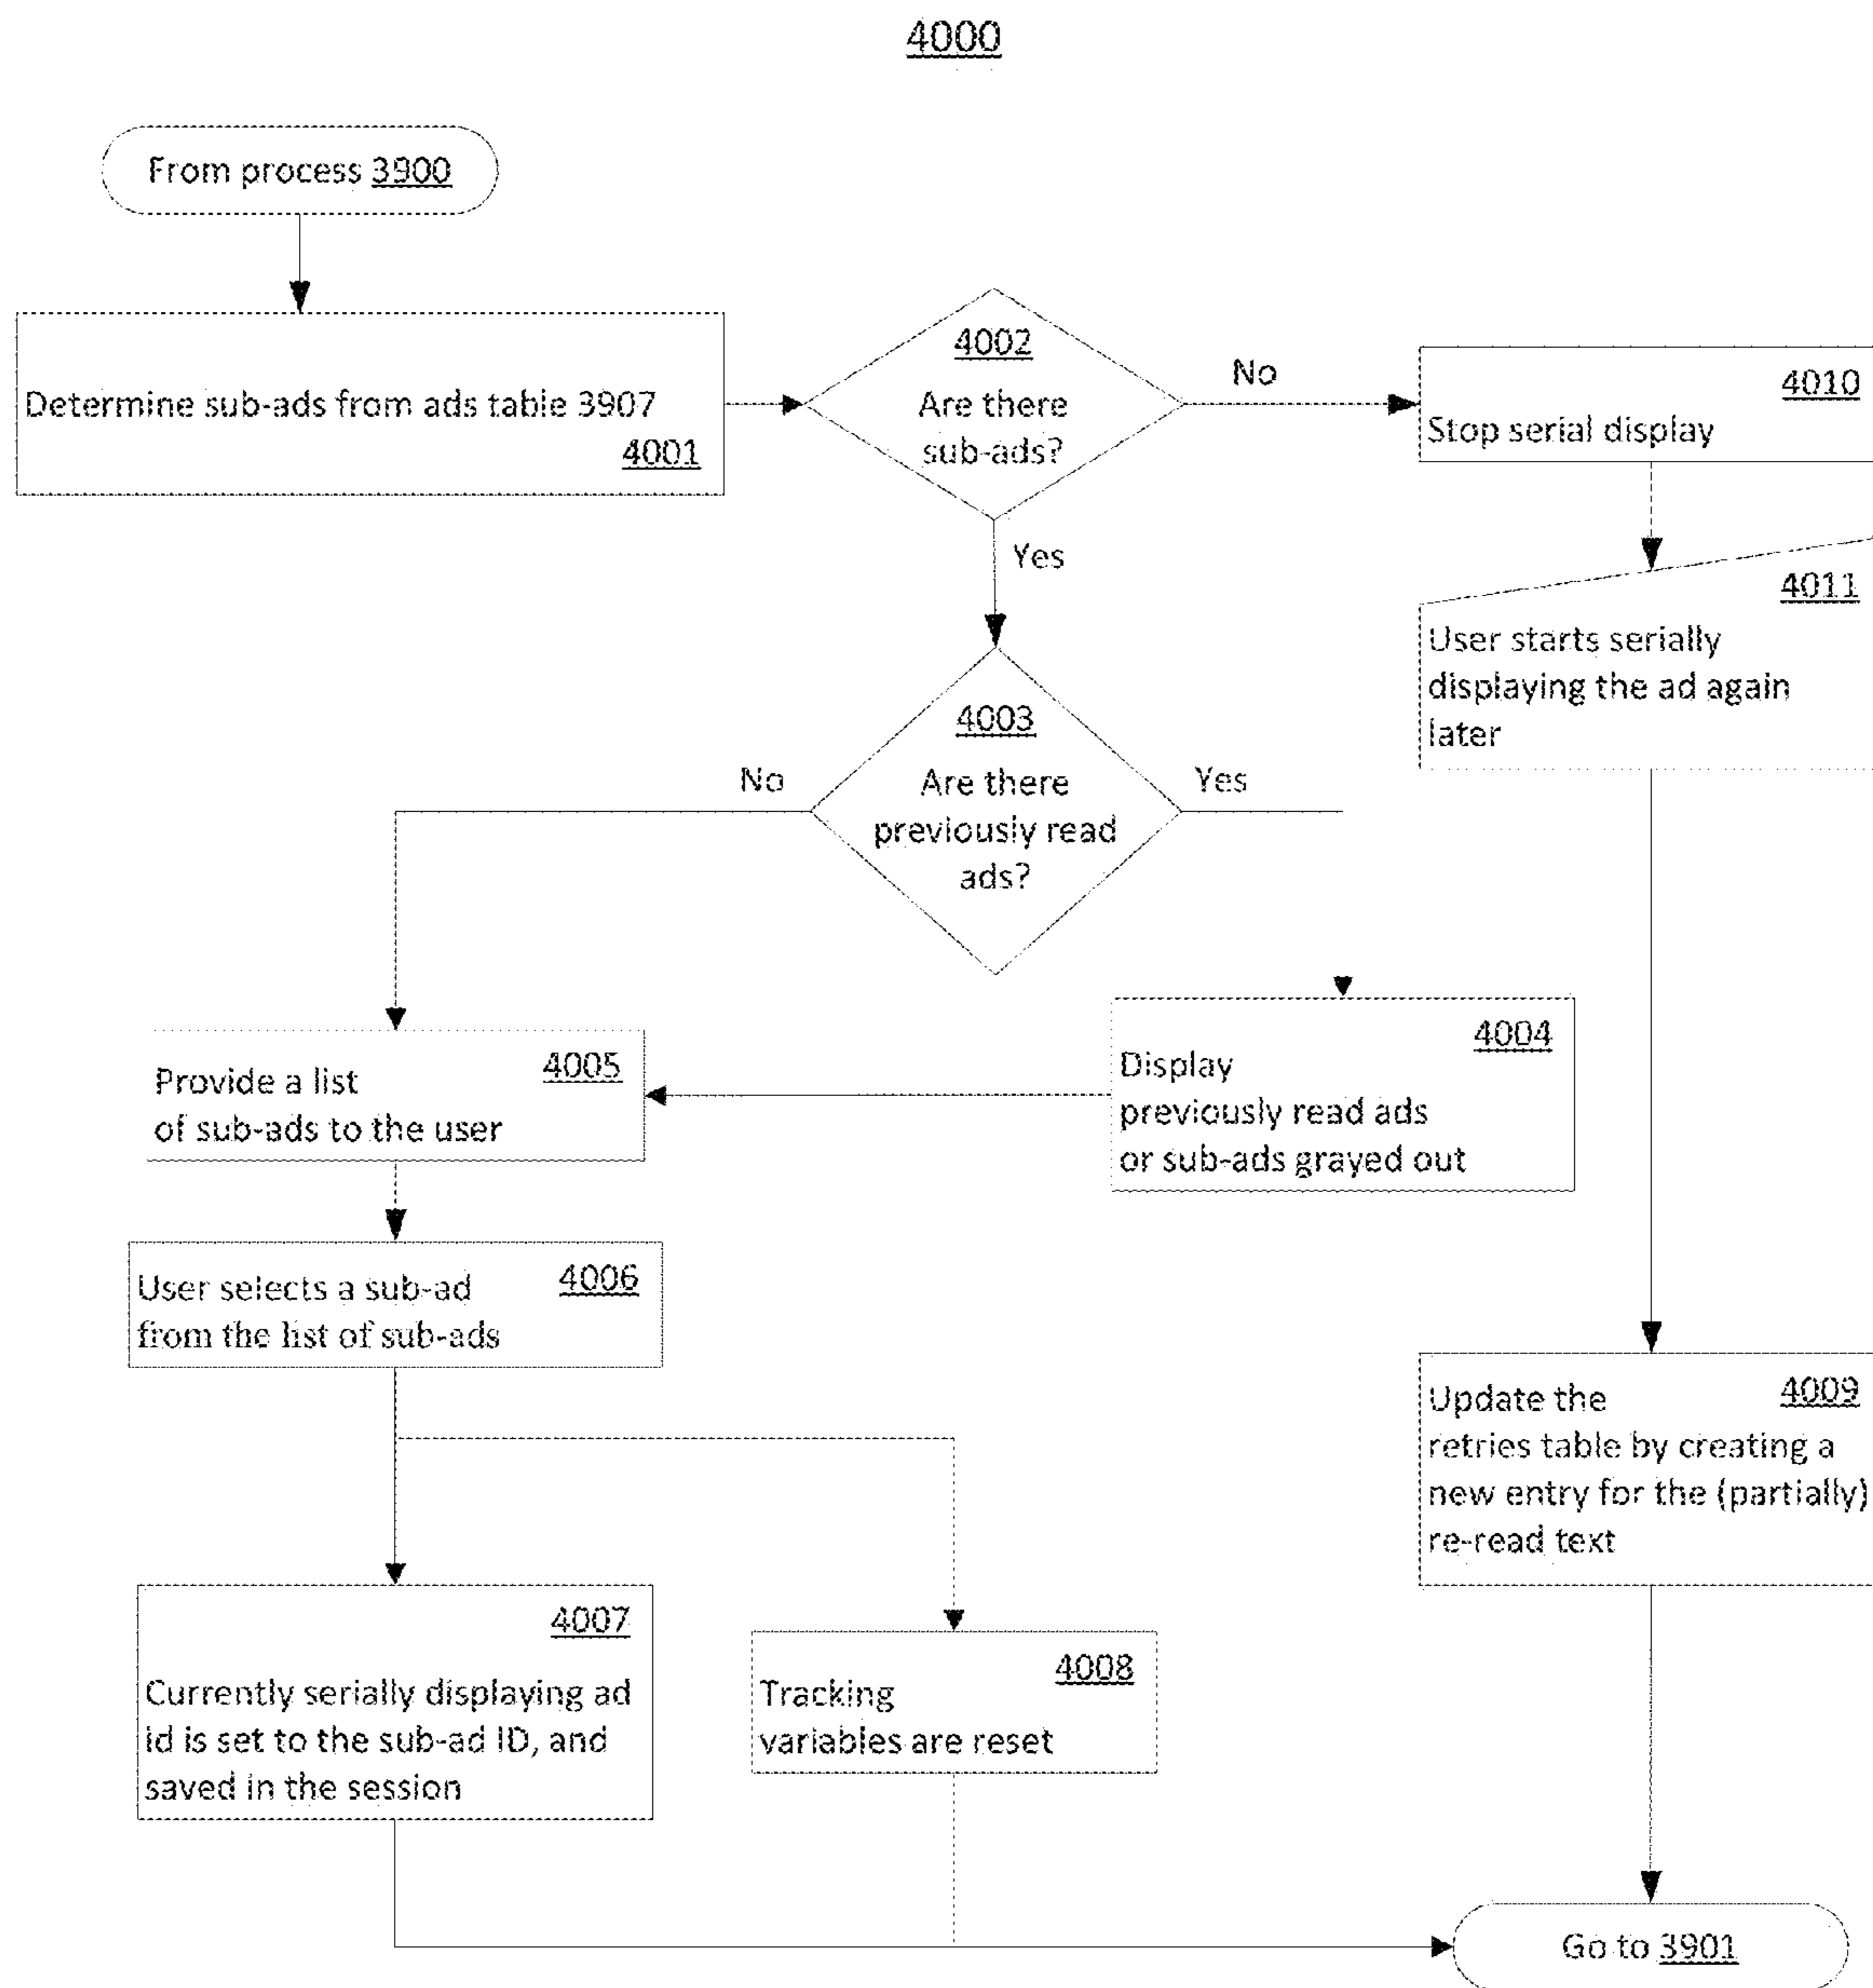 4000
From process 3900
Determine sub-ads from ads table 3907
4001
4002
Are there
sub-ads?
No
Yes
4010
Stop serial display
4011
User starts serially
displaying the ad again
later
4003
Are there
previously read
ads?
No
Yes
4004
Display
previously read ads
or sub-ads grayed out
4005
Provide a list
of sub-ads to the user
4006
User selects a sub-ad
from the list of sub-ads
4009
Update the
retries table by creating a
new entry for the (partially)
re-read text
4007
Currently serially displaying ad
id is set to the sub-ad ID, and
saved in the session
4008
Tracking
variables are reset
Go to 3901